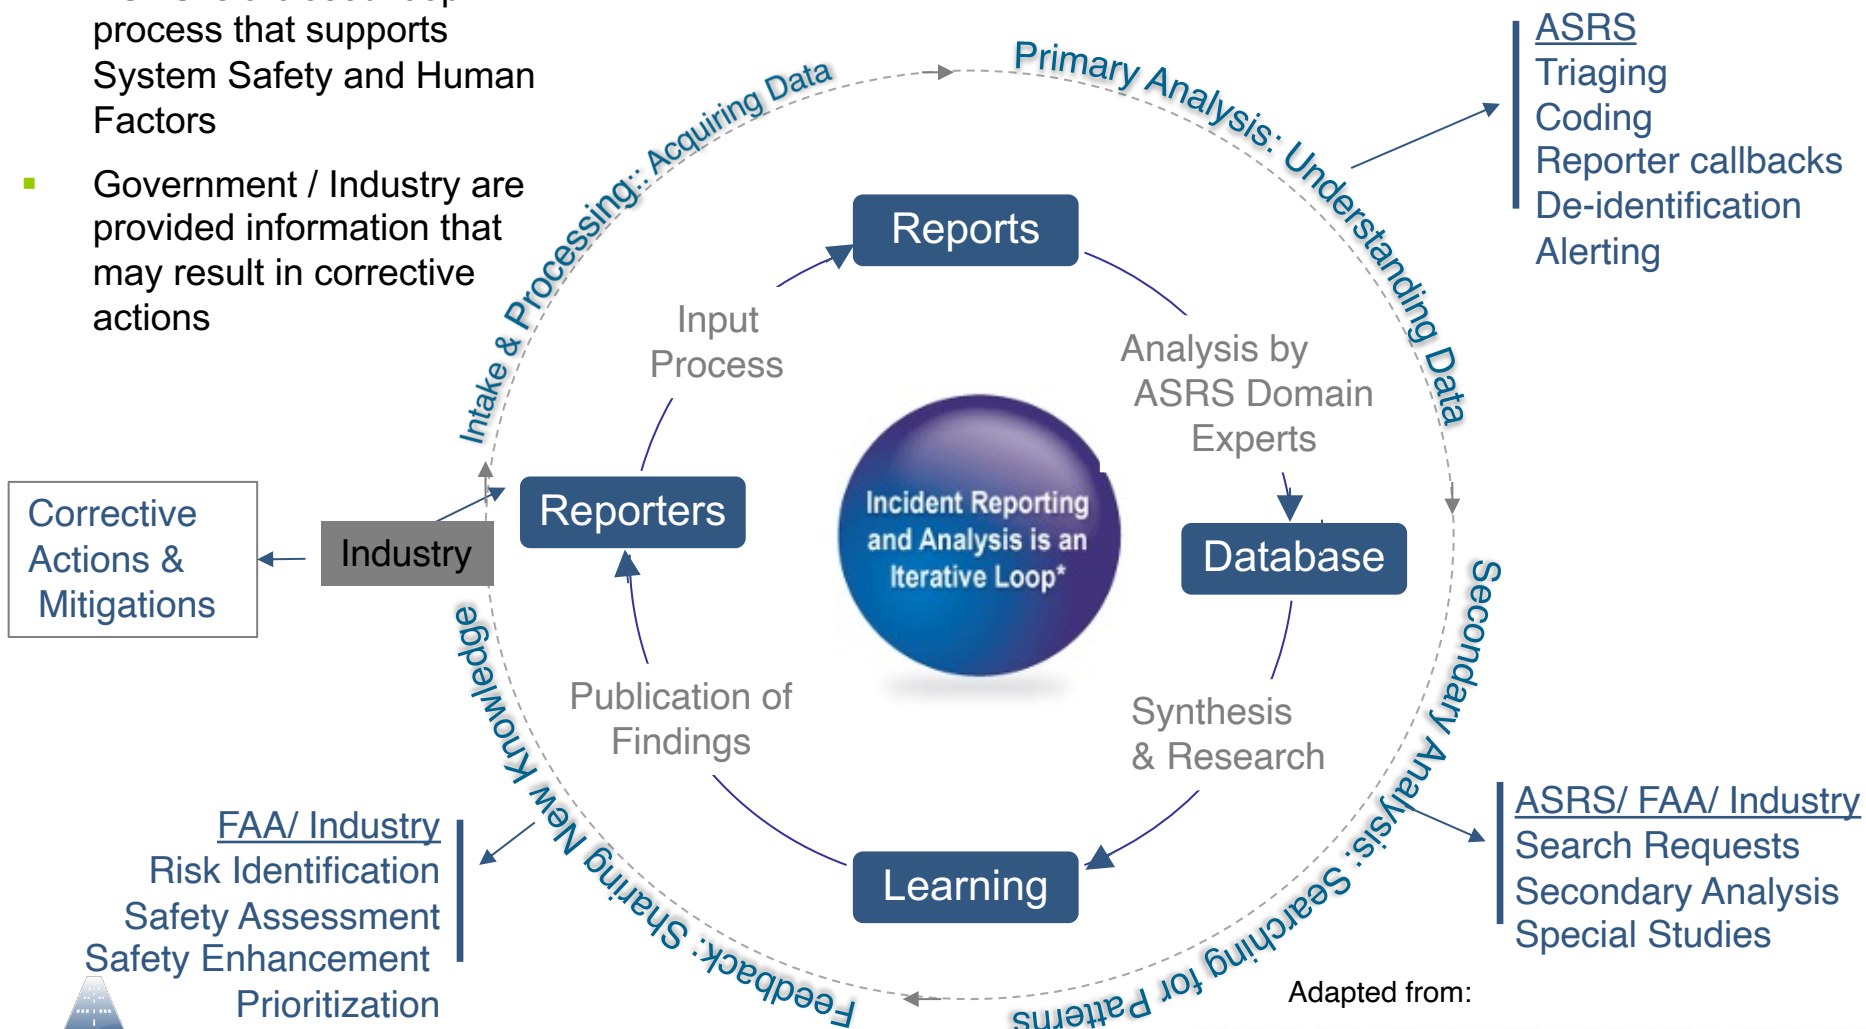 process that supports
System Safety and Human
Factors
Government / Industry are
provided information that
may result in corrective
actions
Intake & Processing:: Acquiring Data
Primary Analysis: Understanding Data
ASRS
Triaging
Coding
Reporter callbacks
De-identification
Alerting
Reports
Input
Process
Analysis by
ASRS Domain
Experts
Reporters
Incident Reporting
and Analysis is an
Iterative Loop*
Database
Industry
Corrective
Actions &
Mitigations
Publication of
Findings
Synthesis
& Research
Learning
Secondary Analysis: Searching for Patterns
Feedback: Sharing New Knowledge
FAA/ Industry
Risk Identification
Safety Assessment
Safety Enhancement
Prioritization
ASRS/ FAA/ Industry
Search Requests
Secondary Analysis
Special Studies
Adapted from: